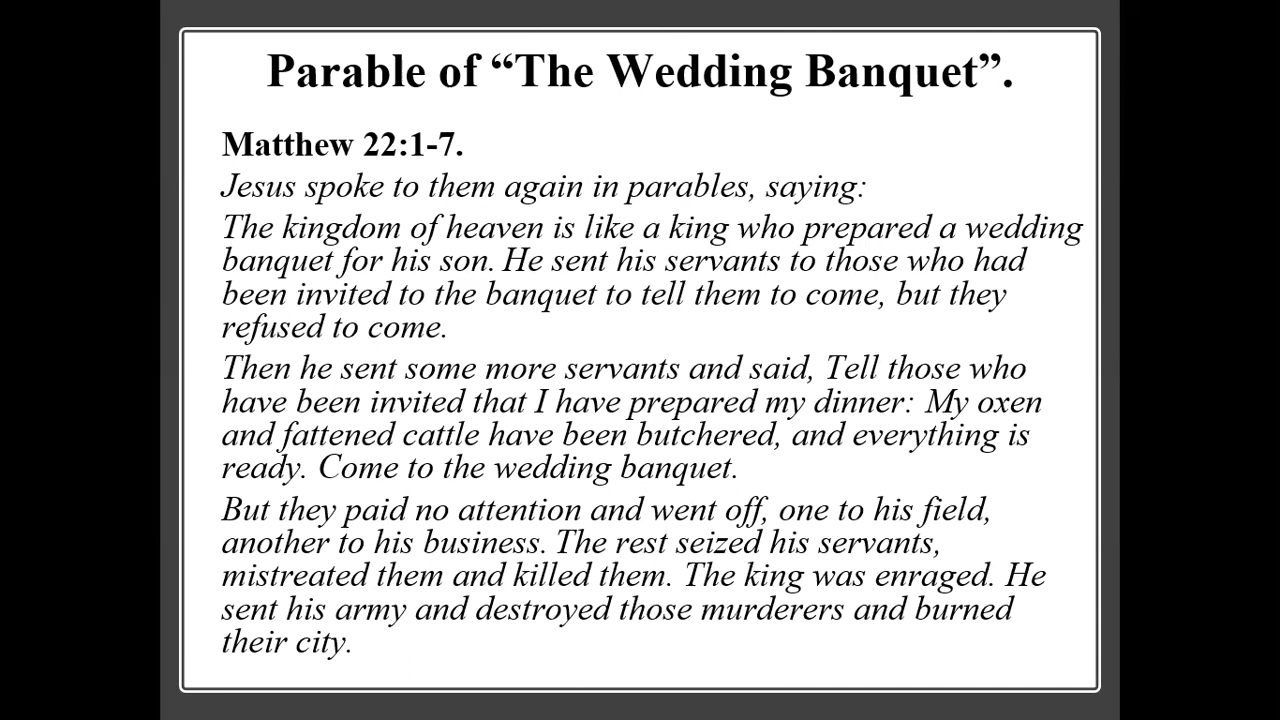 Parable of “The Wedding Banquet”.
Matthew 22:1-7.
Jesus spoke to them again in parables, saying:
The kingdom of heaven is like a king who prepared a wedding
banquet for his son. He sent his servants to those who had
been invited to the banquet to tell them to come, but they
refused to come.
Then he sent some more servants and said, Tell those who
have been invited that I have prepared my dinner: My oxen
and fattened cattle have been butchered, and everything is
ready. Come to the wedding banquet.
But they paid no attention and went off, one to his field,
another to his business. The rest seized his servants,
mistreated them and killed them. The king was enraged. He
sent his army and destroyed those murderers and burned
their city.